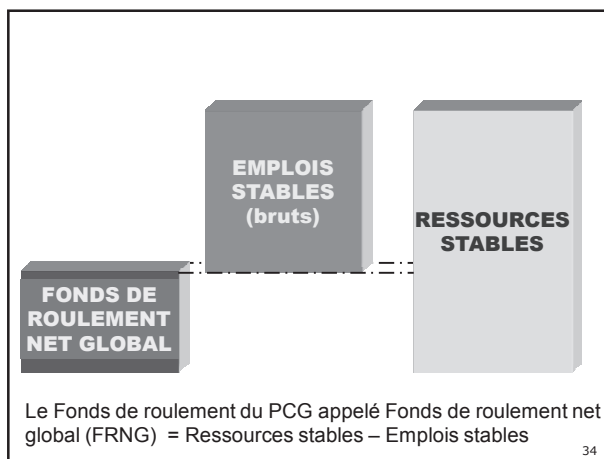 EMPLOIS
STABLES
(bruts)
RESSOURCES
STABLES
FONDS DE
ROULEMENT
NET GLOBAL
Le Fonds de roulement du PCG appelé Fonds de roulement net
global (FRNG) = Ressources stables – Emplois stables
34